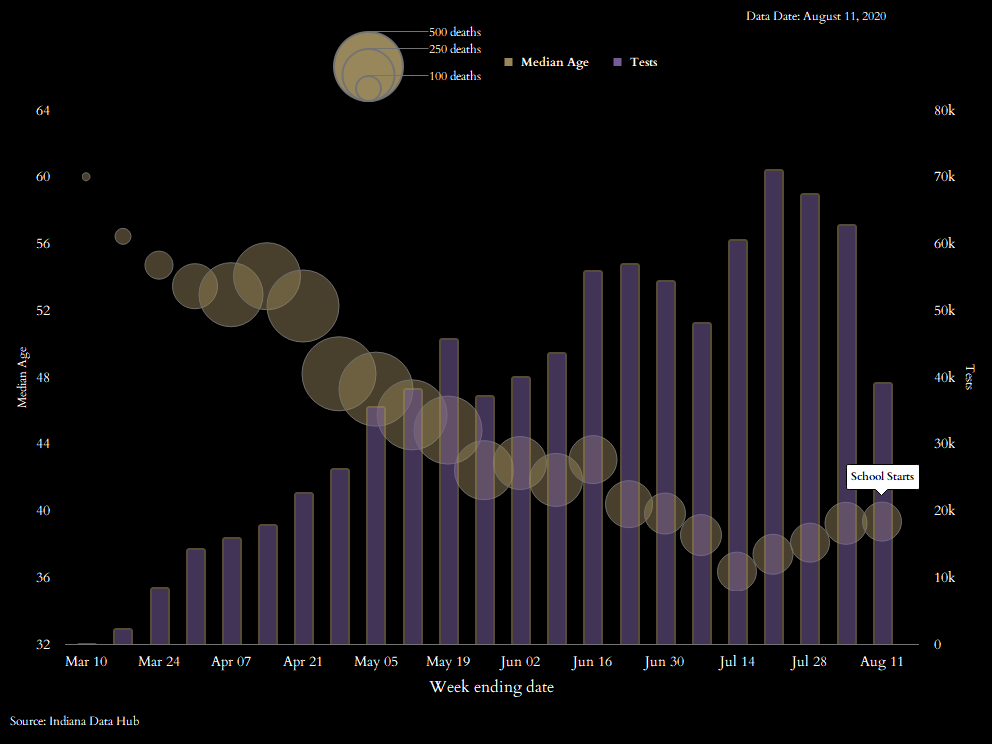 Data Date: August 11, 2020
500 deaths
250 deaths
100 deaths
Median Age
Tests
64
80k
60
70k
56
60k
52
50k
48
40k
44
30k
40
20k
36
10k
32
0
Median Age
Tests
School Starts
Mar 10
Mar 24
Apr 07
Apr 21
May 05
May 19
Jun 02
Jun 16
Jun 30
Jul 14
Jul 28
Aug 11
Week ending date
Source: Indiana Data Hub